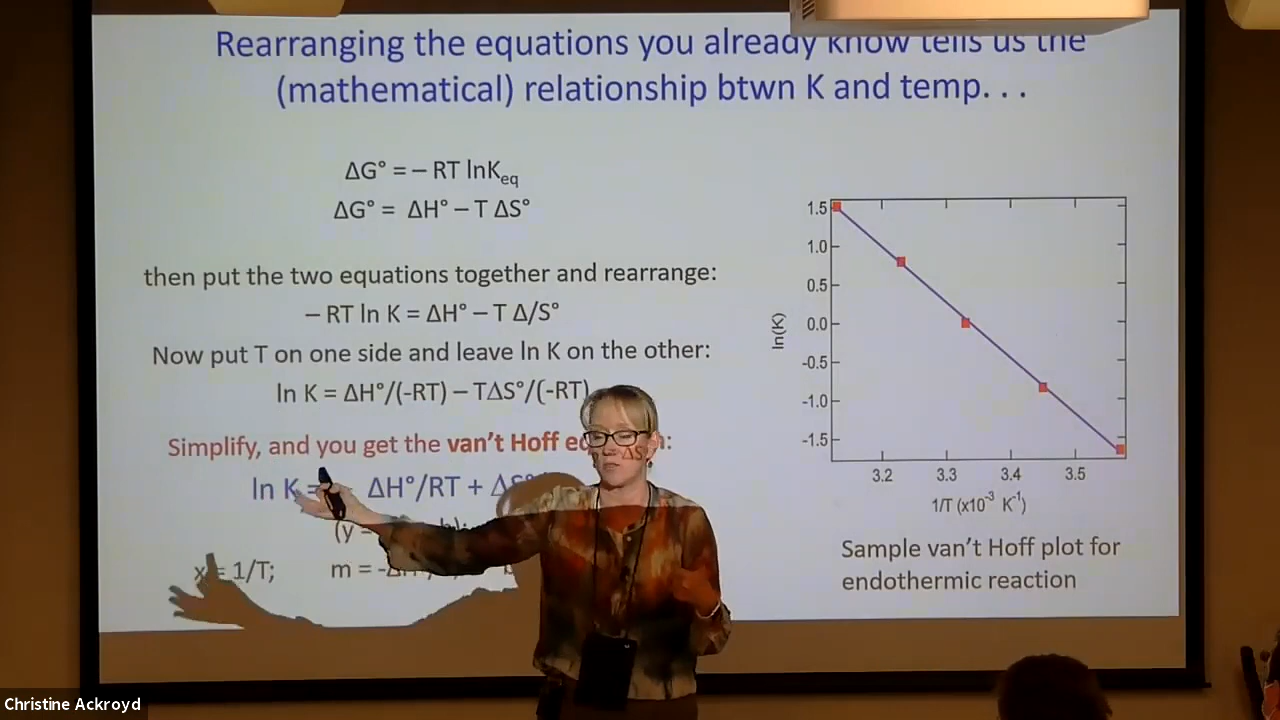 Rearranging the equations you already know tells us the
(mathematical) relationship btwn K and temp. . .
ΔG° = – RT lnKeq
ΔG° = ΔH° – T ΔS°
then put the two equations together and rearrange:
– RT ln K = ΔH° – T Δ/S°
Now put T on one side and leave ln K on the other:
ln K = ΔH°/(-RT) – TΔS°/(-RT)
Simplify, and you get the van't Hoff
ln K = ΔH°/RT +
(y =
x = 1/T; m =
1.5
1.0
0.5
0.0
-0.5
-1.0
-1.5
ln(K)
3.2 3.3 3.4 3.5
1/T (x10-3 K-1)
Sample van't Hoff plot for
endothermic reaction
Christine Ackroyd